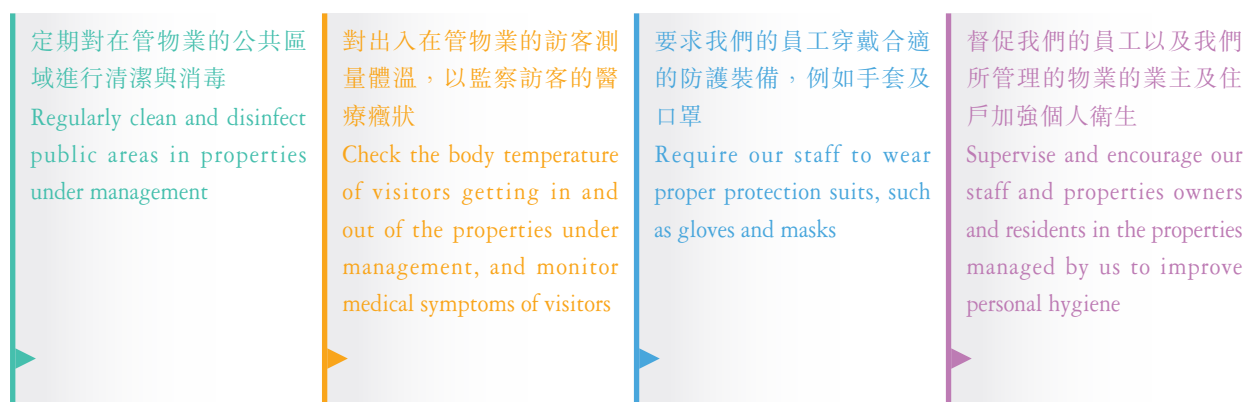 定期對在管物業的公共區
域進行清潔與消毒
Regularly clean and disinfect
public areas in properties
under management
對出入在管物業的訪客測
量體溫，以監察訪客的醫
療癥狀
Check the body temperature
of visitors getting in and
out of the properties under
management, and monitor
medical symptoms of visitors
要求我們的員工穿戴合適
的防護裝備，例如手套及
口罩
Require our staff to wear
proper protection suits, such
as gloves and masks
督促我們的員工以及我們
所管理的物業的業主及住
戶加強個人衛生
Supervise and encourage our
staff and properties owners
and residents in the properties
managed by us to improve
personal hygiene